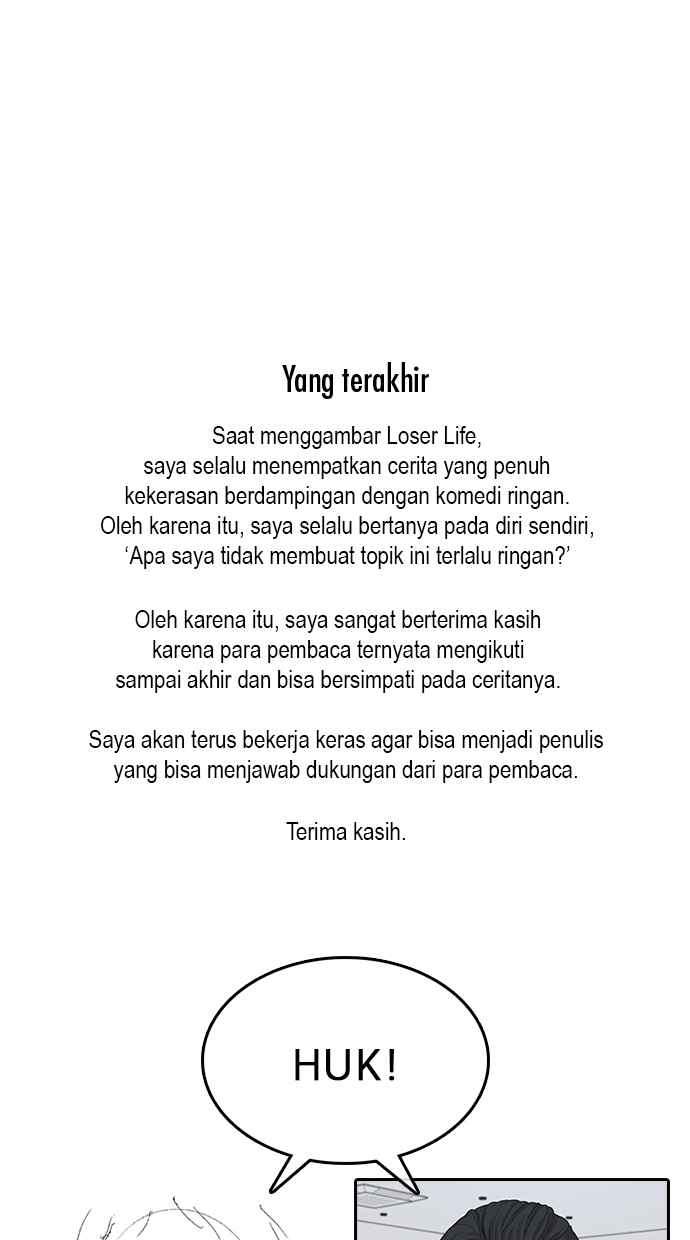 Yang terakhir
Saat menggambar Loser Life,
saya selalu menempatkan cerita yang penuh
kekerasan berdampingan dengan komedi ringan.
Oleh karena itu, saya selalu bertanya pada diri sendiri,
‘Apa saya tidak membuat topik ini terlalu ringan?’
Oleh karena itu, saya sangat berterima kasih
karena para pembaca ternyata mengikuti
sampai akhir dan bisa bersimpati pada ceritanya.
Saya akan terus bekerja keras agar bisa menjadi penulis
yang bisa menjawab dukungan dari para pembaca.
Terima kasih.
HUK!